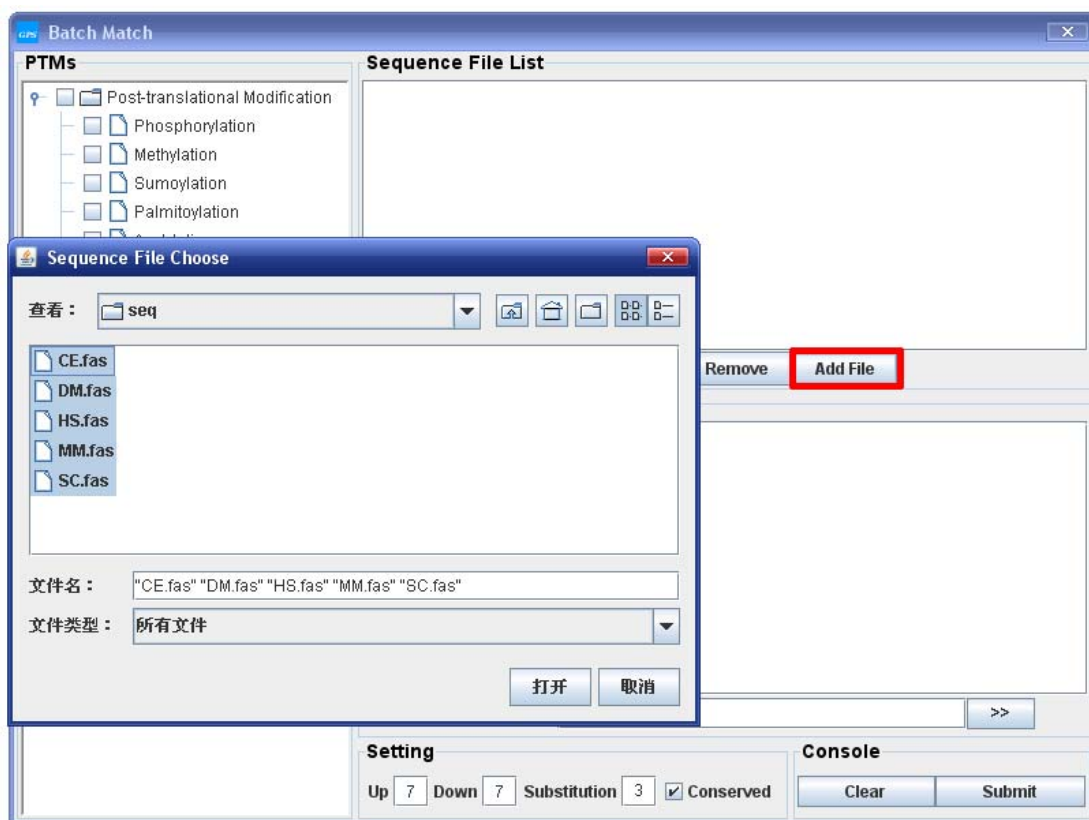 GPS Batch Match
PTMs
Sequence File List
Post-translational Modification
Phosphorylation
Methylation
Sumoylation
Palmitoylation
Sequence File Choose
查看：
seq
CE.fas
DM.fas
HS.fas
MM.fas
SC.fas
文件名：
"CE.fas" "DM.fas" "HS.fas" "MM.fas" "SC.fas"
文件类型：
所有文件
打开
取消
Remove
Add File
>>
Setting
Up 7 Down 7 Substitution 3 Conserved
Console
Clear
Submit